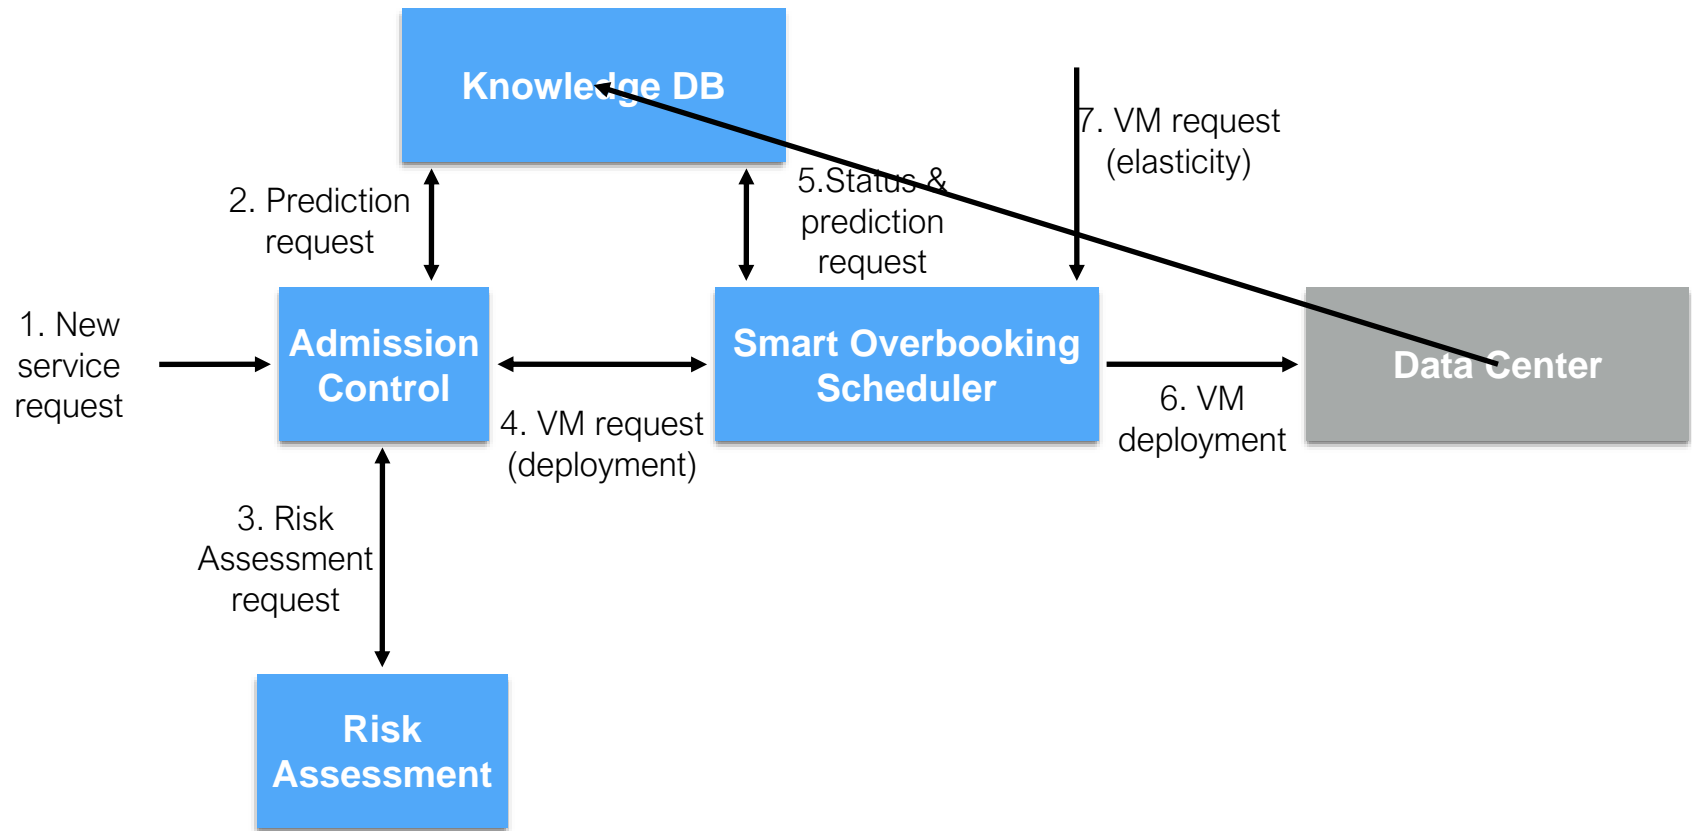 Knowledge DB
7. VM request
(elasticity)
5.Status &
prediction
request
2. Prediction
request
1. New
service
request
Admission
Control
Smart Overbooking
Scheduler
Data Center
4. VM request
(deployment)
6. VM
deployment
3. Risk
Assessment
request
Risk
Assessment